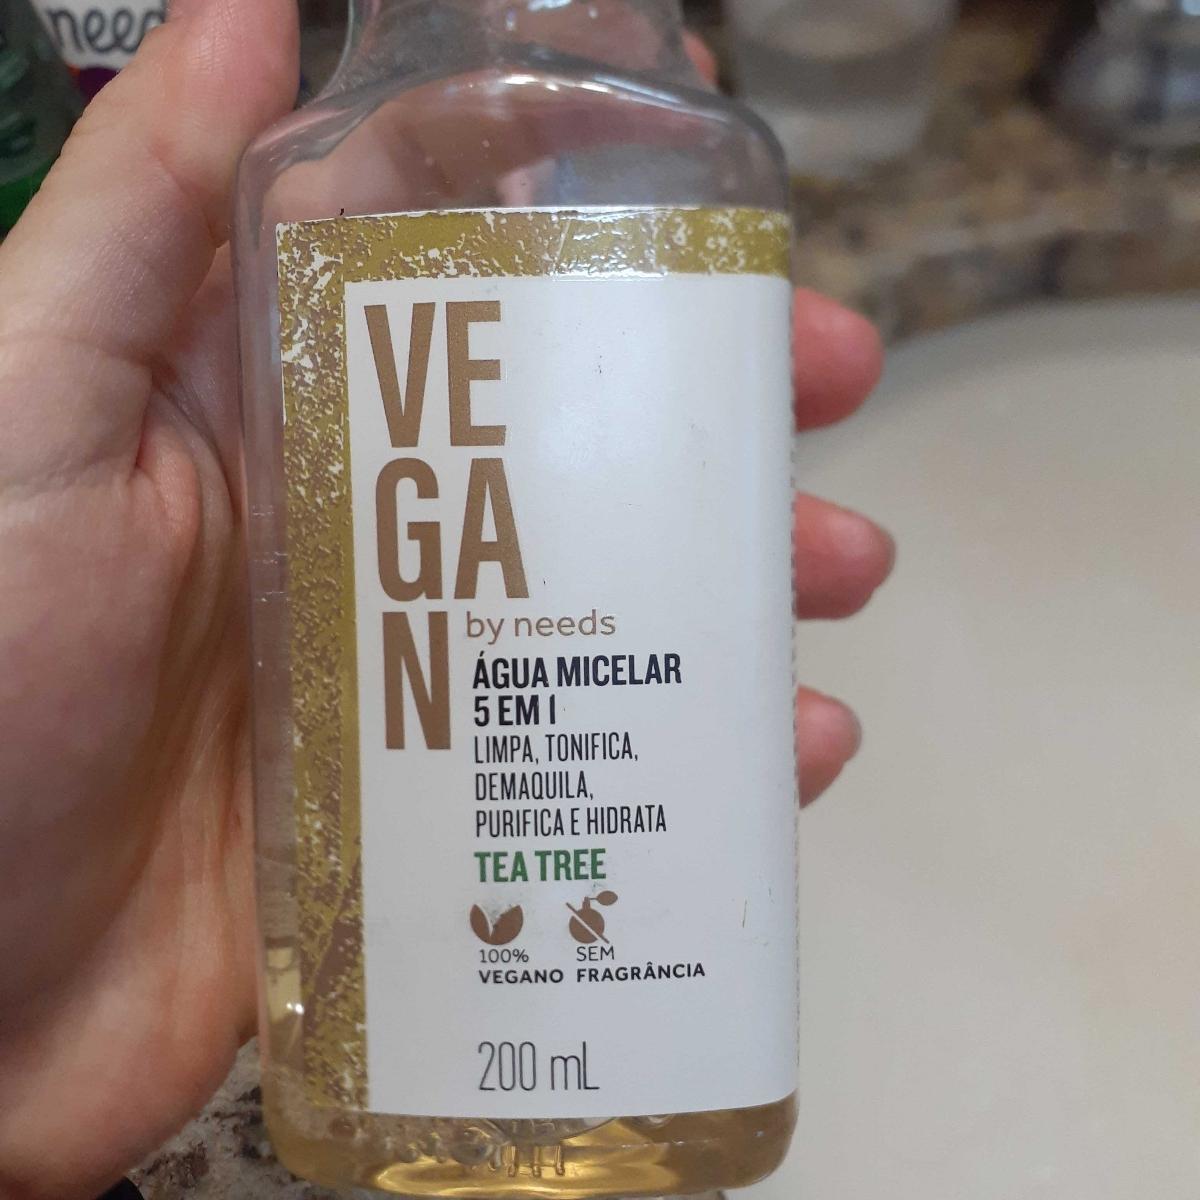 need
VE
GA
N
by needs
ÁGUA MICELAR
5 EM 1
LIMPA, TONIFICA,
DEMAQUILA,
PURIFICA E HIDRATA
TEA TREE
100%
VEGANO
SEM
FRAGRÂNCIA
200 mL